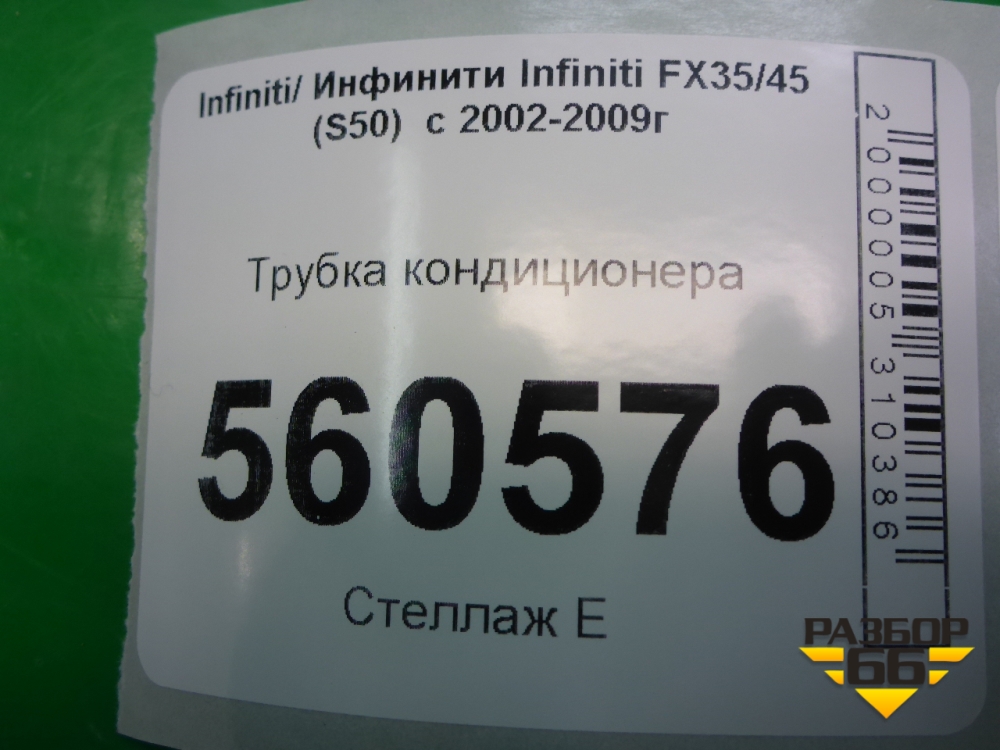 Infiniti/ Инфинити Infiniti FX35/45
(S50) с 2002-2009г
Трубка кондиционера
560576
Стеллаж Е
2000005310386
РАЗБОР
66